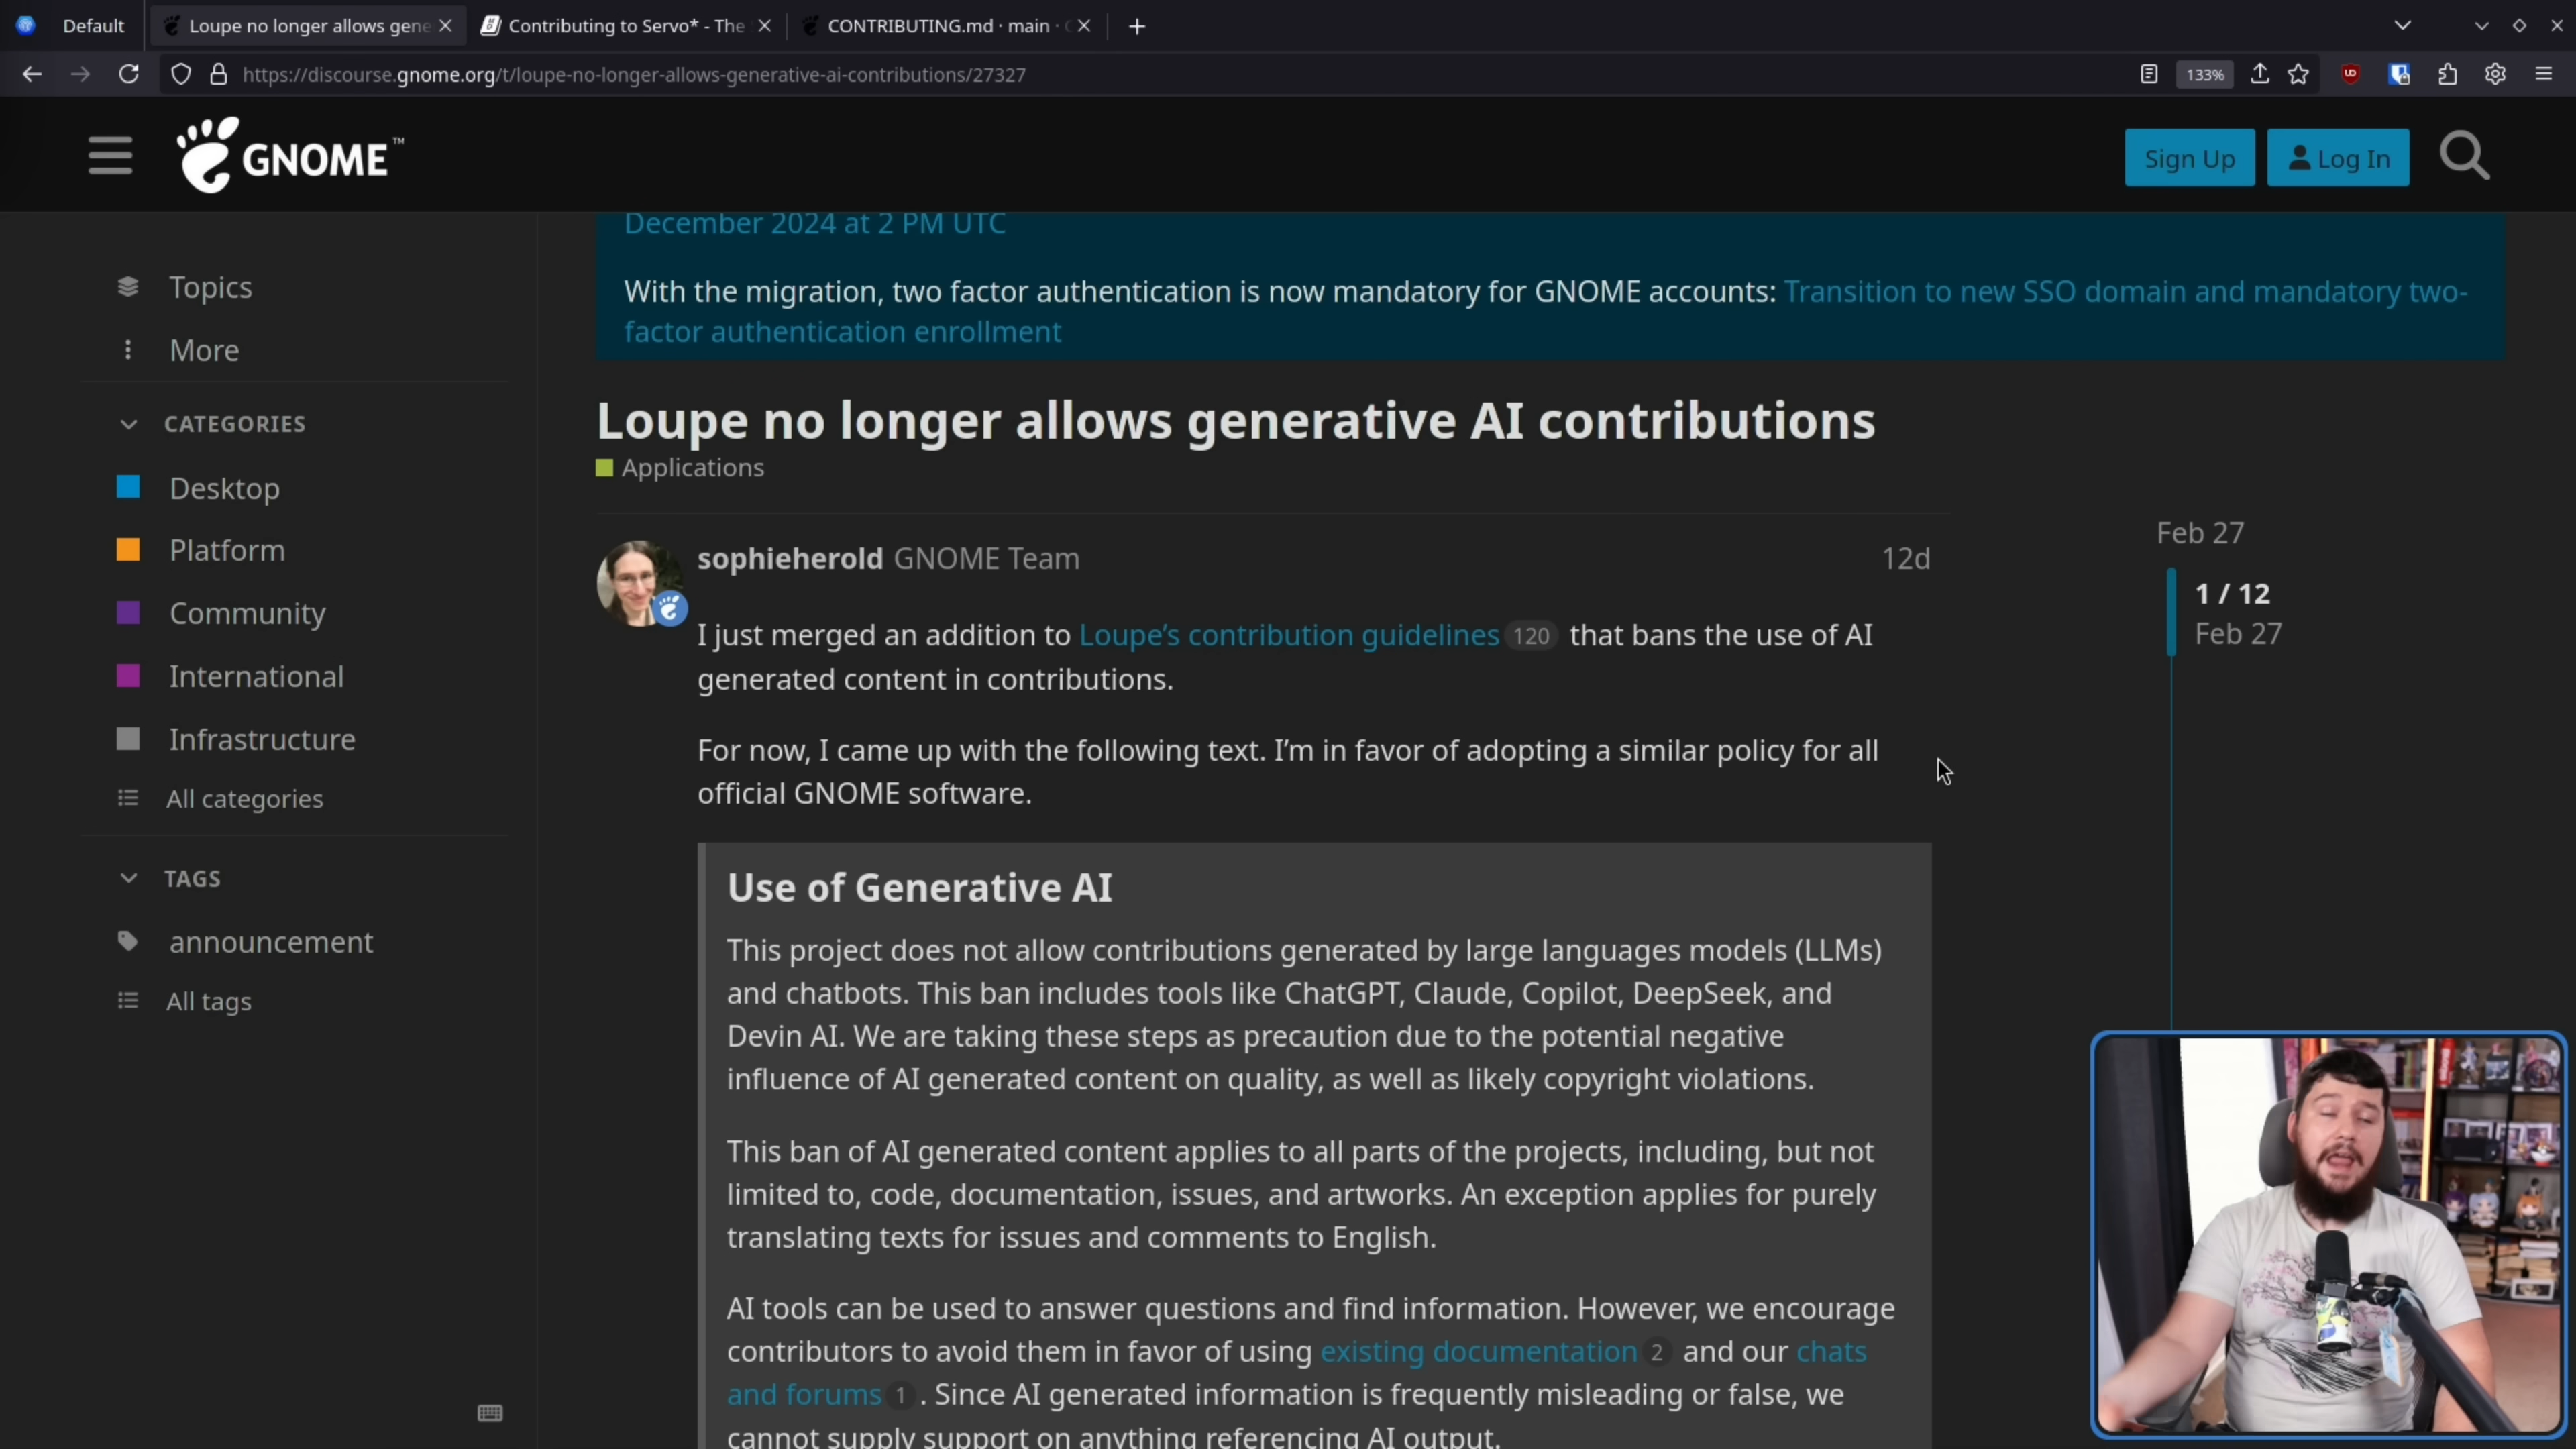 Default
Loupe no longer allows gene
Contributing to Servo* - The
CONTRIBUTING.md · main ·
https://discourse.gnome.org/t/loupe-no-longer-allows-generative-ai-contributions/27327
133%
GNOME™
Sign Up
Log In
December 2024 at 2 PM UTC
With the migration, two factor authentication is now mandatory for GNOME accounts: Transition to new SSO domain and mandatory two-
factor authentication enrollment
Topics
More
CATEGORIES
Desktop
Platform
Community
International
Infrastructure
All categories
TAGS
announcement
All tags
Loupe no longer allows generative AI contributions
Applications
sophieherold GNOME Team
12d
I just merged an addition to Loupe’s contribution guidelines 120 that bans the use of AI
generated content in contributions.
For now, I came up with the following text. I’m in favor of adopting a similar policy for all
official GNOME software.
Use of Generative AI
This project does not allow contributions generated by large languages models (LLMs)
and chatbots. This ban includes tools like ChatGPT, Claude, Copilot, DeepSeek, and
Devin AI. We are taking these steps as precaution due to the potential negative
influence of AI generated content on quality, as well as likely copyright violations.
This ban of AI generated content applies to all parts of the projects, including, but not
limited to, code, documentation, issues, and artworks. An exception applies for purely
translating texts for issues and comments to English.
AI tools can be used to answer questions and find information. However, we encourage
contributors to avoid them in favor of using existing documentation 2 and our chats
and forums 1 . Since AI generated information is frequently misleading or false, we
cannot supply support on anything referencing AI output.
Feb 27
1 / 12
Feb 27